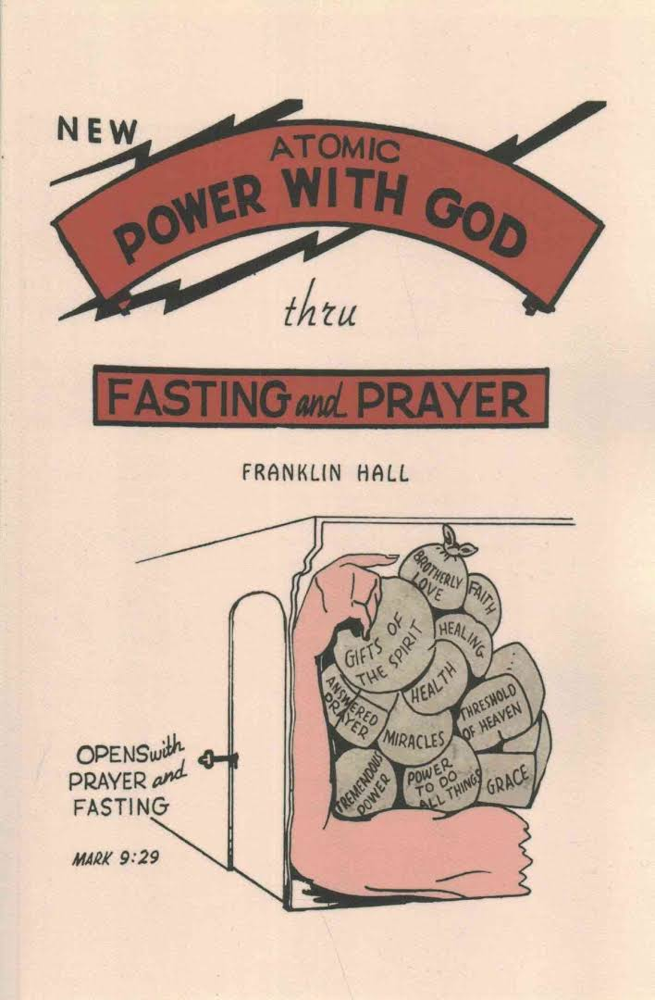 NEW
ATOMIC
POWER WITH GOD
thru
FASTING and PRAYER
FRANKLIN HALL
BROTHERLY
LOVE
FAITH
GIFTS OF
THE SPIRIT
HEALING
HEALTH
ANSWERED
PRAYER
THRESHOLD
OF HEAVEN
MIRACLES
TREMENDOUS
POWER
POWER
TO DO
ALL THINGS
GRACE
OPENS with
PRAYER and
FASTING
MARK 9:29